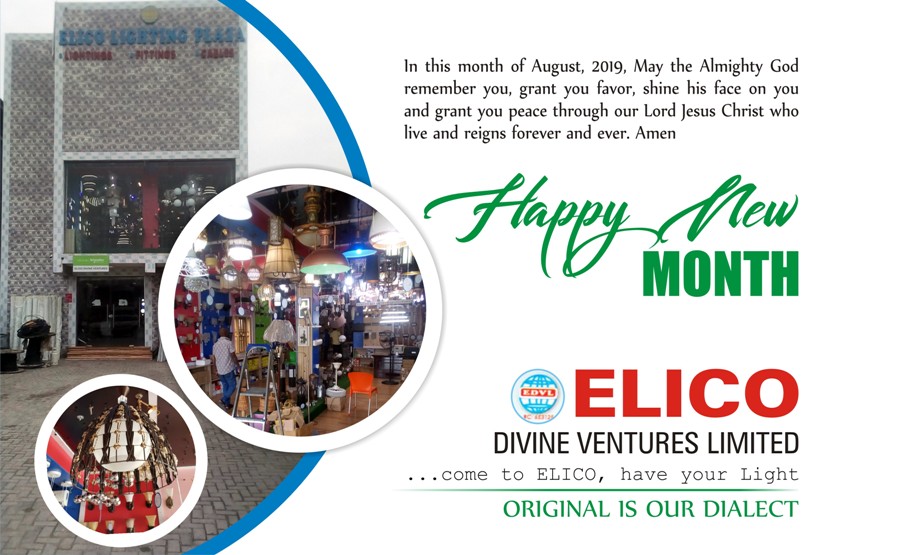 ELICO LIGHTING PLAZA
LIGHTINGS FITTINGS CABLES
In this month of August, 2019, May the Almighty God
remember you, grant you favor, shine his face on you
and grant you peace through our Lord Jesus Christ who
live and reigns forever and ever. Amen
Happy New
MONTH
EDVL
ELICO
DIVINE VENTURES LIMITED
...come to ELICO, have your Light
ORIGINAL IS OUR DIALECT